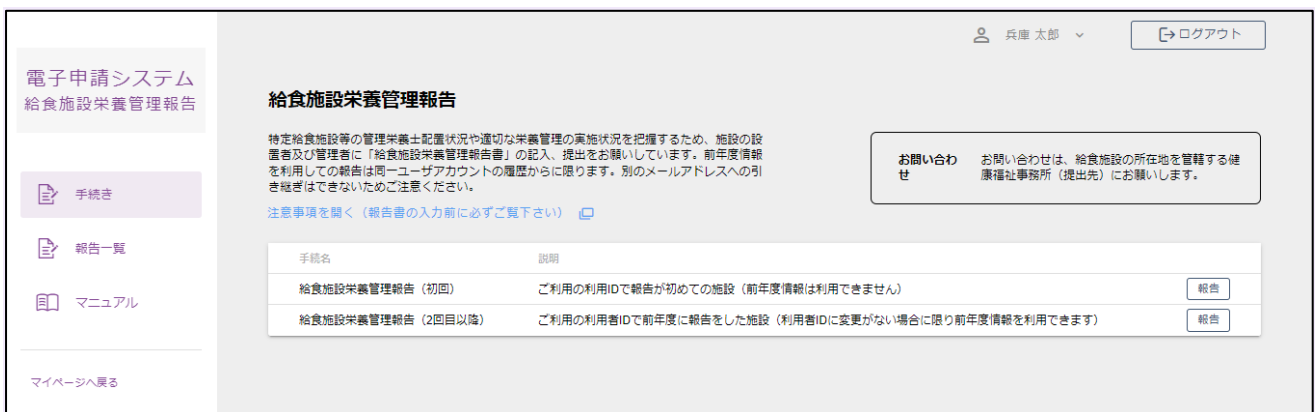 兵庫 太郎
ログアウト
電子申請システム
給食施設栄養管理報告
手続き
報告一覧
マニュアル
マイページへ戻る
給食施設栄養管理報告
特定給食施設等の管理栄養士配置状況や適切な栄養管理の実施状況を把握するため、施設の設
置者及び管理者に「給食施設栄養管理報告書」の記入、提出をお願いしています。前年度情報
を利用しての報告は同一ユーザアカウントの履歴からに限ります。別のメールアドレスへの引
き継ぎはできないためご注意ください。
注意事項を開く（報告書の入力前に必ずご覧下さい）
お問い合わ
せ
お問い合わせは、給食施設の所在地を管轄する健
康福祉事務所（提出先）にお願いします。
手続名 説明
給食施設栄養管理報告（初回） ご利用の利用IDで報告が初めての施設（前年度情報は利用できません） 報告
給食施設栄養管理報告（2回目以降） ご利用の利用者IDで前年度に報告をした施設（利用者IDに変更がない場合に限り前年度情報を利用できます） 報告